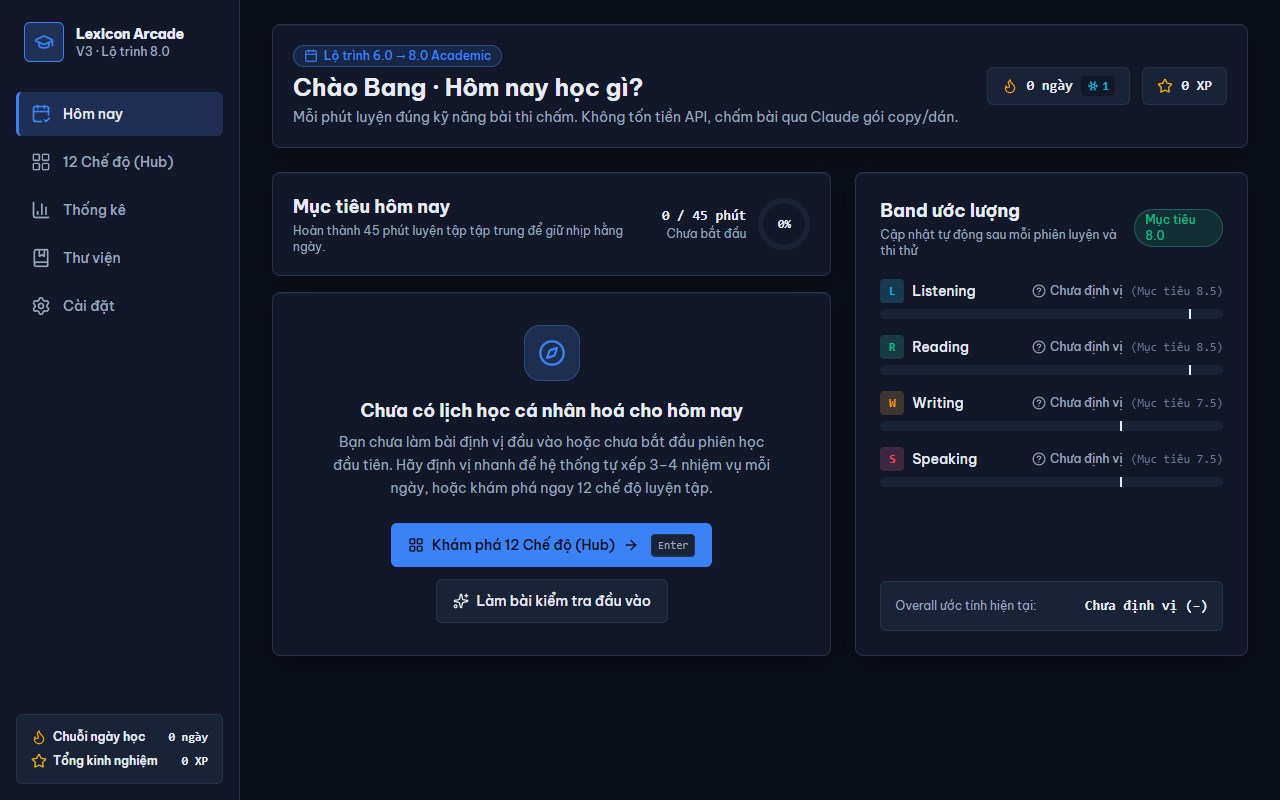 Lexicon Arcade
V3 · Lộ trình 8.0
Hôm nay
12 Chế độ (Hub)
Thống kê
Thư viện
Cài đặt
Chuỗi ngày học 0 ngày
Tổng kinh nghiệm 0 XP
Lộ trình 6.0 → 8.0 Academic
Chào Bang · Hôm nay học gì?
Mỗi phút luyện đúng kỹ năng bài thi chấm. Không tốn tiền API, chấm bài qua Claude gói copy/dán.
0 ngày 1
0 XP
Mục tiêu hôm nay
Hoàn thành 45 phút luyện tập tập trung để giữ nhịp hằng
ngày.
0 / 45 phút
Chưa bắt đầu
0%
Chưa có lịch học cá nhân hoá cho hôm nay
Bạn chưa làm bài định vị đầu vào hoặc chưa bắt đầu phiên học
đầu tiên. Hãy định vị nhanh để hệ thống tự xếp 3–4 nhiệm vụ mỗi
ngày, hoặc khám phá ngay 12 chế độ luyện tập.
Khám phá 12 Chế độ (Hub) → Enter
Làm bài kiểm tra đầu vào
Band ước lượng
Cập nhật tự động sau mỗi phiên luyện và
thi thử
Mục tiêu
8.0
L Listening Chưa định vị (Mục tiêu 8.5)
R Reading Chưa định vị (Mục tiêu 8.5)
W Writing Chưa định vị (Mục tiêu 7.5)
S Speaking Chưa định vị (Mục tiêu 7.5)
Overall ước tính hiện tại: Chưa định vị (–)